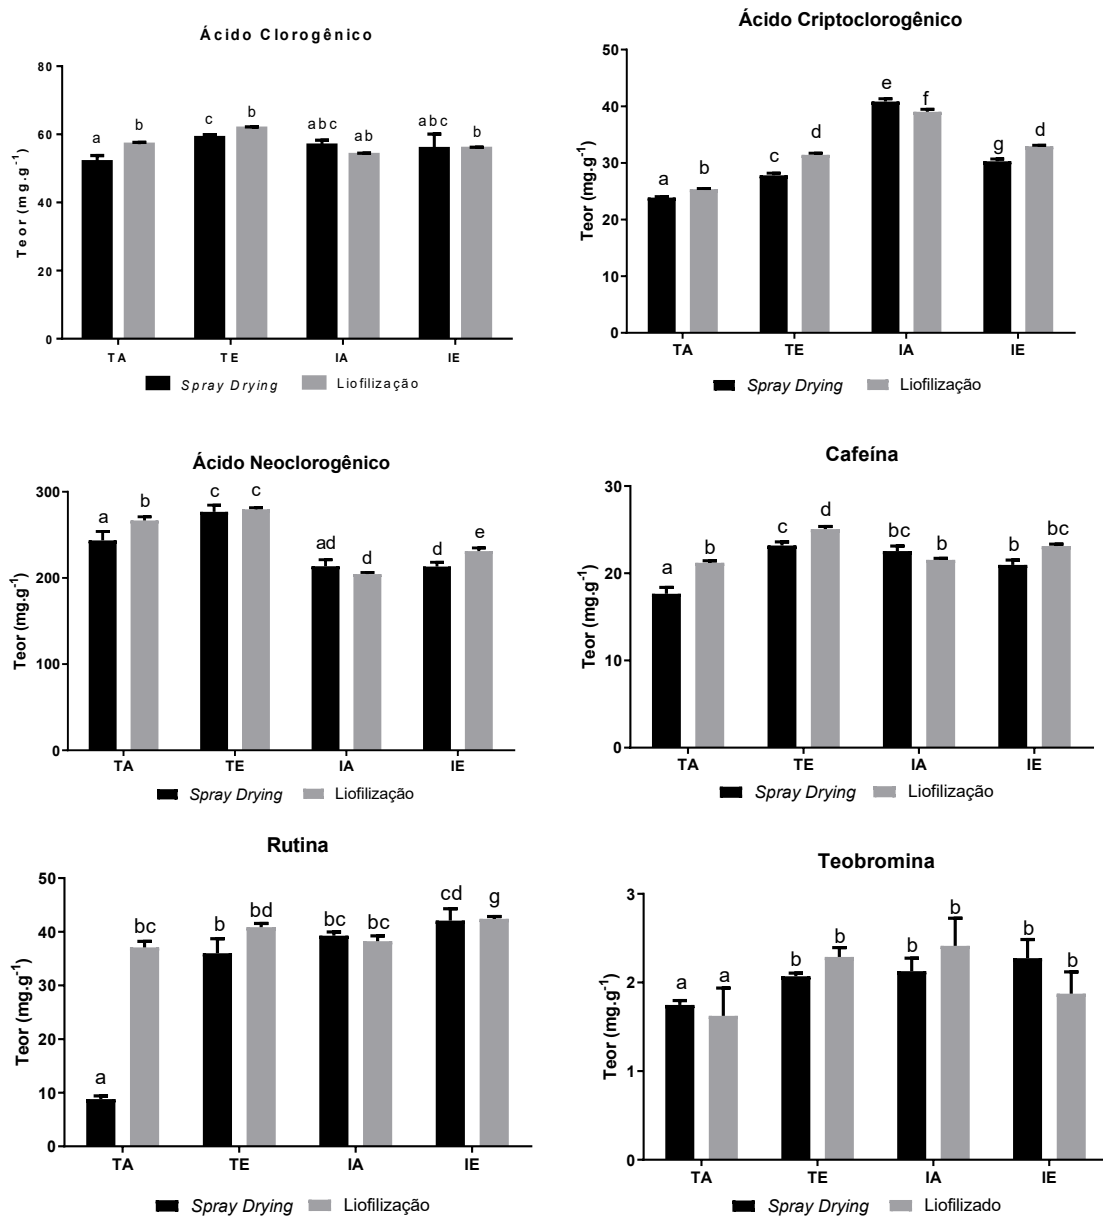 Ácido Clorogênico
Teor (mg.g-1)
80
60
40
20
0
a b c b abc ab abc b
TA TE IA IE
Spray Drying Liofilização
Ácido Criptoclorogênico
Teor (mg.g-1)
50
40
30
20
10
0
a b c d e f g d
TA TE IA IE
Spray Drying Liofilização
Ácido Neoclorogênico
Teor (mg.g-1)
300
200
100
0
a b c c ad d d e
TA TE IA IE
Spray Drying Liofilização
Cafeína
Teor (mg.g-1)
30
20
10
0
a b c d bc b b bc
TA TE IA IE
Spray Drying Liofilização
Rutina
Teor (mg.g-1)
50
40
30
20
10
0
a bc b bd bc bc cd g
TA TE IA IE
Spray Drying Liofilização
Teobromina
Teor (mg.g-1)
3
2
1
0
a a b b b b b b
TA TE IA IE
Spray Drying Liofilizado